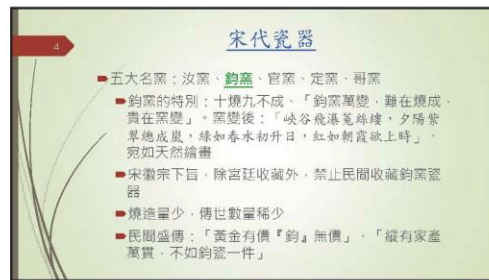 4
宋代瓷器
五大名窯：汝窯、鈞窯、官窯、定窯、哥窯
鈞窯的特別：十燒九不成、「鈞窯萬變，難在燒成，
貴在窯變」。窯變後：「峽谷飛瀑菟絲縷，夕陽紫
翠總成嵐，綠如春水初升日，紅如朝霞欲上時」，
宛如天然繪畫
宋徽宗下旨，除宮廷收藏外，禁止民間收藏鈞窯瓷
器
燒造量少，傳世數量稀少
民間盛傳：「黃金有價『鈞』無價」、「縱有家產
萬貫，不如鈞瓷一件」